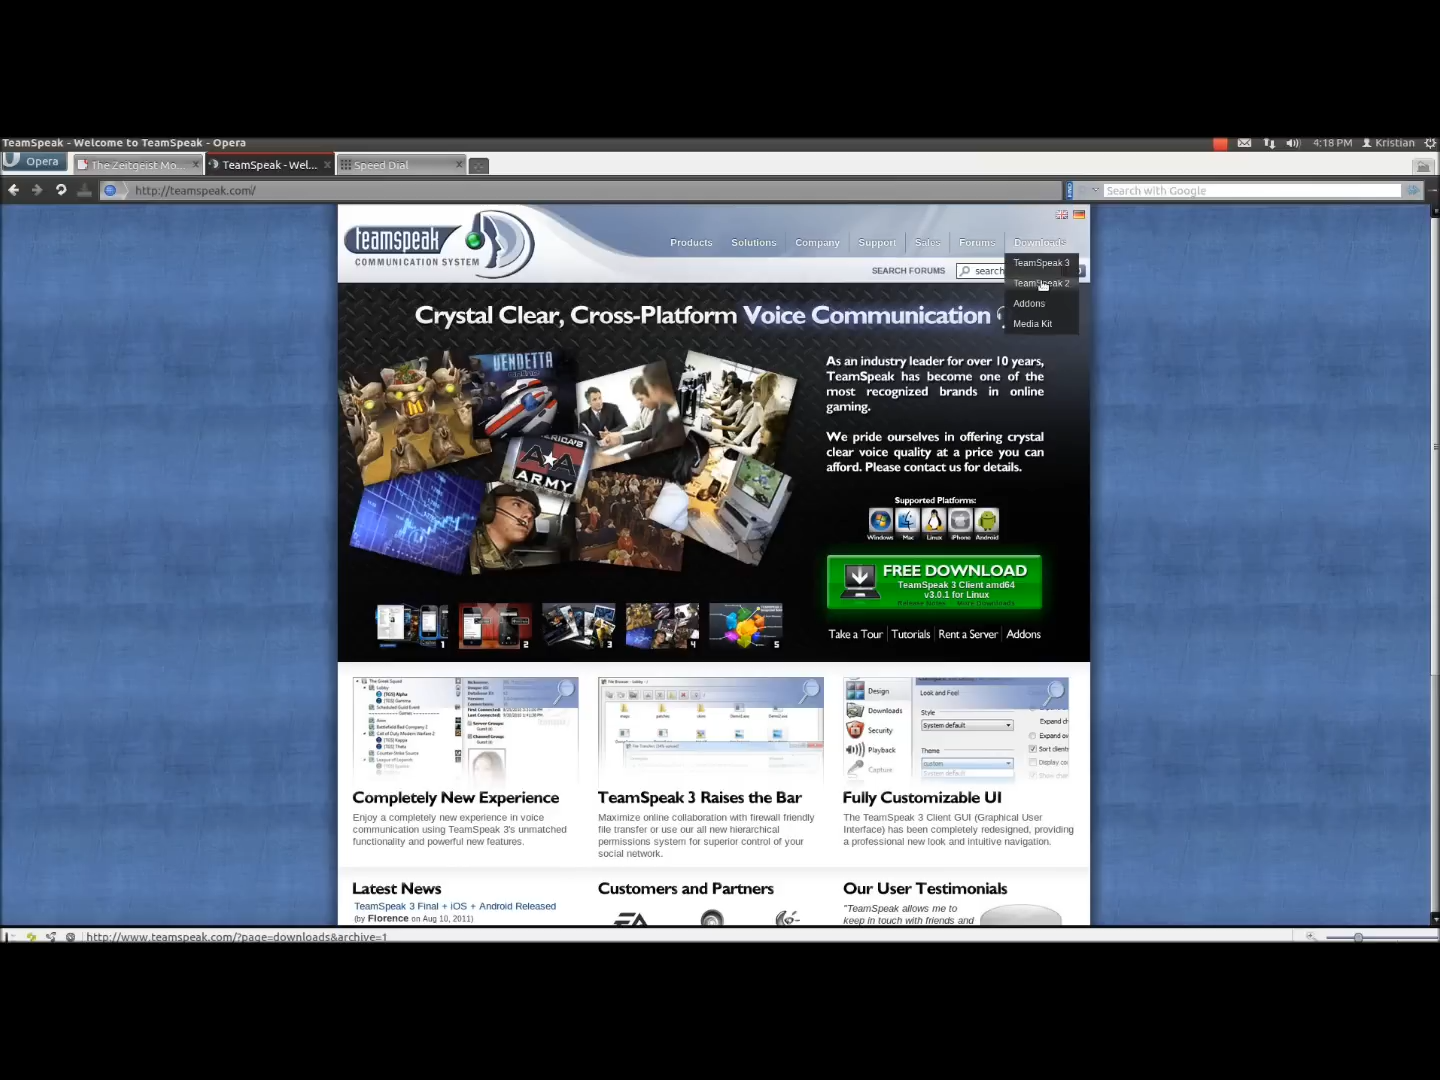 TeamSpeak - Welcome to TeamSpeak - Opera
4:18 PM Kristian
Opera
The Zeitgeist Mo...
TeamSpeak - Wel...
Speed Dial
http://teamspeak.com/
Search with Google
teamspeak
COMMUNICATION SYSTEM
Products Solutions Company Support Sales Forums Downloads
SEARCH FORUMS
search
TeamSpeak 3
TeamSpeak 2
Addons
Media Kit
Crystal Clear, Cross-Platform Voice Communication
VENDETTA
ARMY
As an industry leader for over 10 years,
TeamSpeak has become one of the
most recognized brands in online
gaming.
We pride ourselves in offering crystal
clear voice quality at a price you can
afford. Please contact us for details.
Supported Platforms:
Windows Mac Linux iPhone Android
FREE DOWNLOAD
TeamSpeak 3 Client amd64
v3.0.1 for Linux
Release Notes More Downloads
Take a Tour Tutorials Rent a Server Addons
1 2 3 4 5
Design
Downloads
Security
Playback
Capture
Look and Feel
Style
System default
Theme
custom
System default
Completely New Experience
Enjoy a completely new experience in voice
communication using TeamSpeak 3's unmatched
functionality and powerful new features.
TeamSpeak 3 Raises the Bar
Maximize online collaboration with firewall friendly
file transfer or use our all new hierarchical
permissions system for superior control of your
social network.
Fully Customizable UI
The TeamSpeak 3 Client GUI (Graphical User
Interface) has been completely redesigned, providing
a professional new look and intuitive navigation.
Latest News
TeamSpeak 3 Final + iOS + Android Released
(by Florence on Aug 10, 2011)
Customers and Partners
Our User Testimonials
"TeamSpeak allows me to
keep in touch with friends and
http://www.teamspeak.com/?page=downloads&archive=1